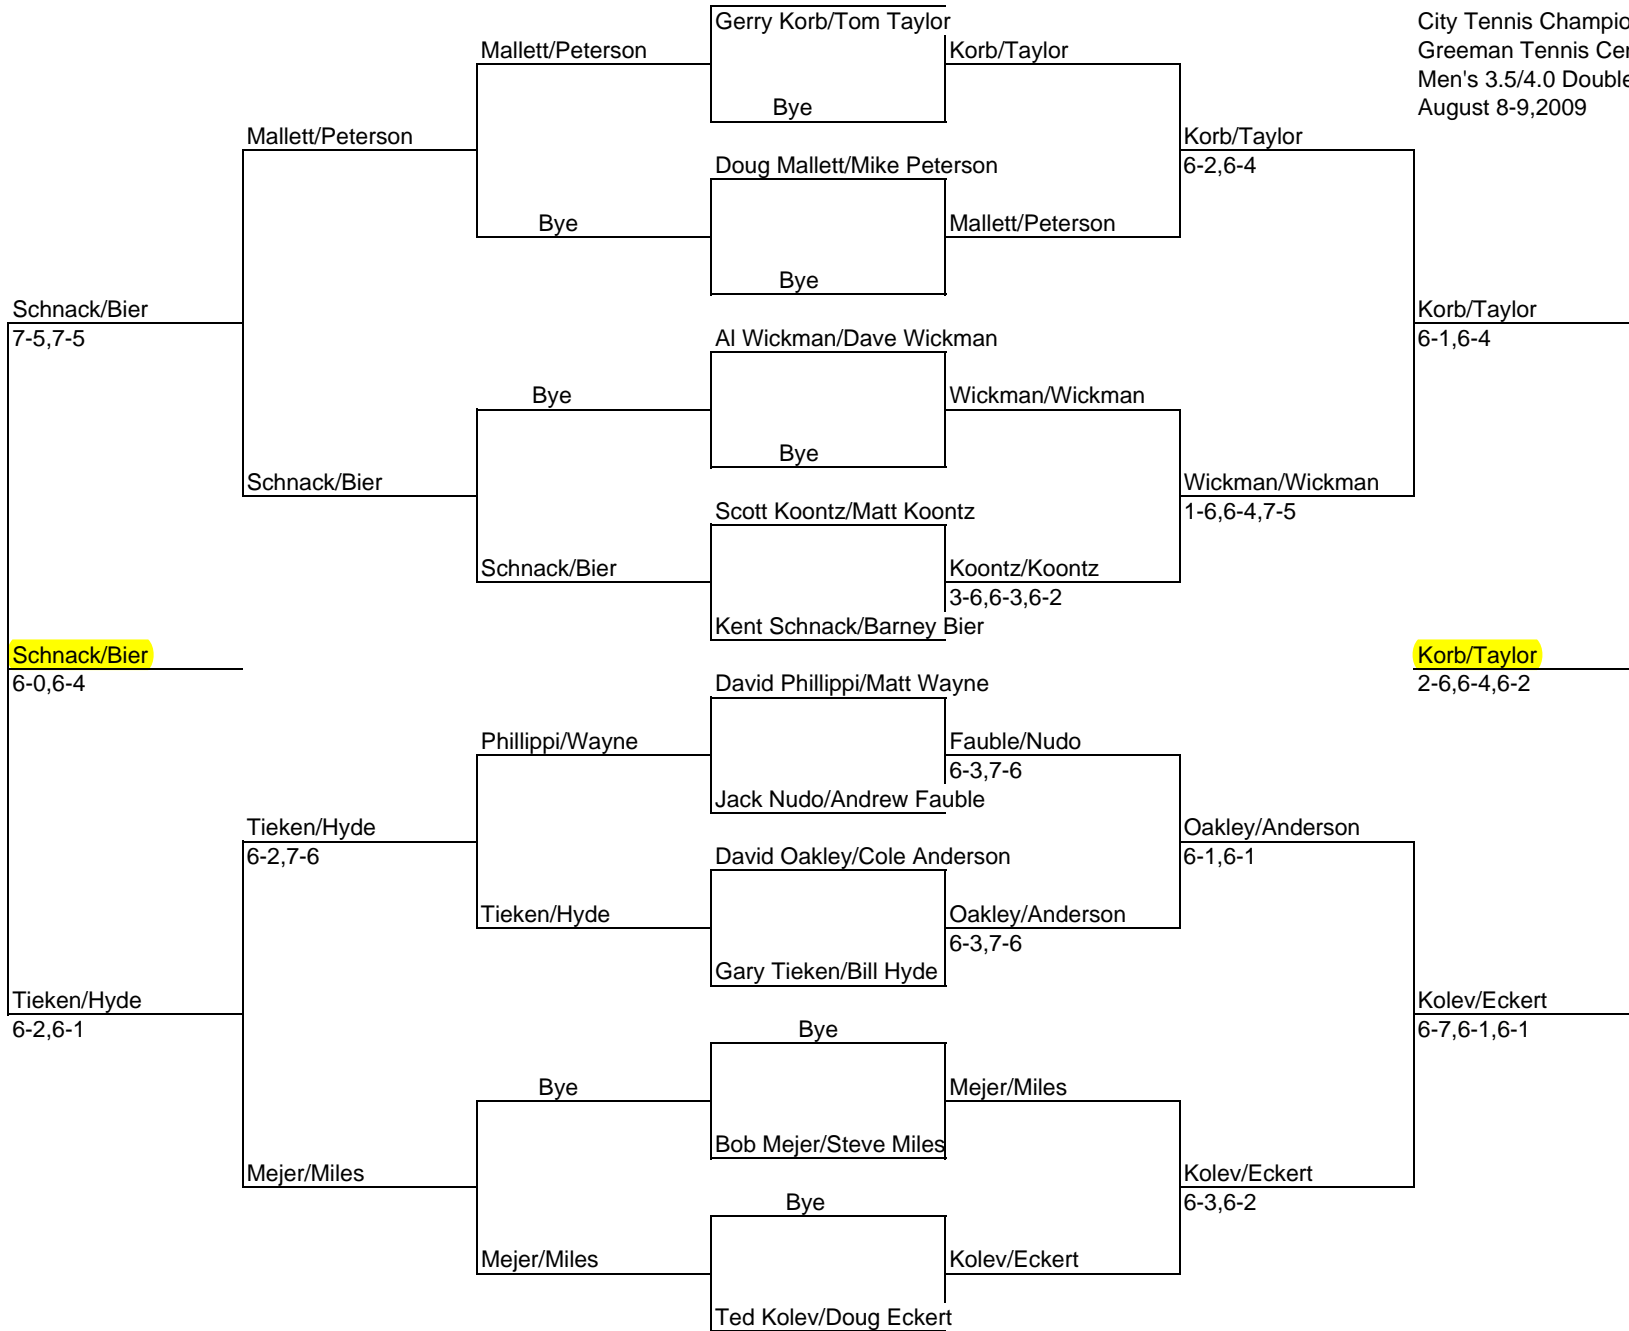 Gerry Korb/Tom Taylor
City Tennis Champio
Mallett/Peterson
Korb/Taylor
Greeman Tennis Cer
Men's 3.5/4.0 Double
Bye
August 8-9,2009
Mallett/Peterson
Korb/Taylor
Doug Mallett/Mike Peterson
6-2,6-4
Bye
Mallett/Peterson
Bye
Schnack/Bier
Korb/Taylor
7-5,7-5
Al Wickman/Dave Wickman
6-1,6-4
Bye
Wickman/Wickman
Bye
Schnack/Bier
Wickman/Wickman
Scott Koontz/Matt Koontz
1-6,6-4,7-5
Schnack/Bier
Koontz/Koontz
3-6,6-3,6-2
Kent Schnack/Barney Bier
Schnack/Bier
Korb/Taylor
6-0,6-4
David Phillippi/Matt Wayne
2-6,6-4,6-2
Phillippi/Wayne
Fauble/Nudo
6-3,7-6
Jack Nudo/Andrew Fauble
Tieken/Hyde
Oakley/Anderson
6-2,7-6
David Oakley/Cole Anderson
6-1,6-1
Tieken/Hyde
Oakley/Anderson
6-3,7-6
Gary Tieken/Bill Hyde
Tieken/Hyde
Kolev/Eckert
6-2,6-1
Bye
6-7,6-1,6-1
Bye
Mejer/Miles
Bob Mejer/Steve Miles
Mejer/Miles
Kolev/Eckert
Bye
6-3,6-2
Mejer/Miles
Kolev/Eckert
Ted Kolev/Doug Eckert